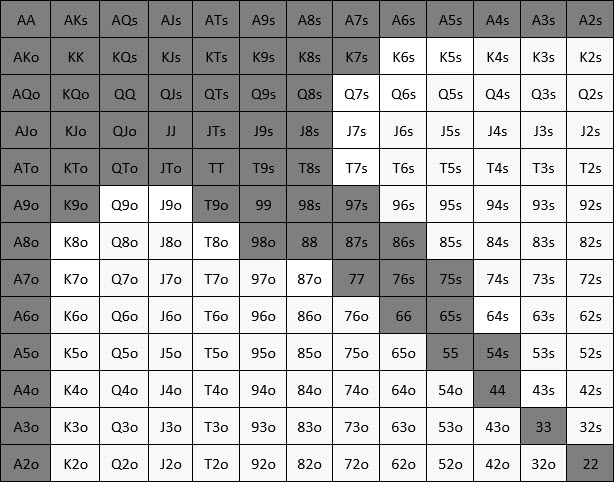 AA AKs AQs AJs ATs A9s A8s A7s A6s A5s A4s A3s A2s
AKo KK KQs KJs KTs K9s K8s K7s K6s K5s K4s K3s K2s
AQo KQo QQ QJs QTs Q9s Q8s Q7s Q6s Q5s Q4s Q3s Q2s
AJo KJo QJo JJ JTs J9s J8s J7s J6s J5s J4s J3s J2s
ATo KTo QTo JTo TT T9s T8s T7s T6s T5s T4s T3s T2s
A9o K9o Q9o J9o T9o 99 98s 97s 96s 95s 94s 93s 92s
A8o K8o Q8o J8o T8o 98o 88 87s 86s 85s 84s 83s 82s
A7o K7o Q7o J7o T7o 97o 87o 77 76s 75s 74s 73s 72s
A6o K6o Q6o J6o T6o 96o 86o 76o 66 65s 64s 63s 62s
A5o K5o Q5o J5o T5o 95o 85o 75o 65o 55 54s 53s 52s
A4o K4o Q4o J4o T4o 94o 84o 74o 64o 54o 44 43s 42s
A3o K3o Q3o J3o T3o 93o 83o 73o 63o 53o 43o 33 32s
A2o K2o Q2o J2o T2o 92o 82o 72o 62o 52o 42o 32o 22